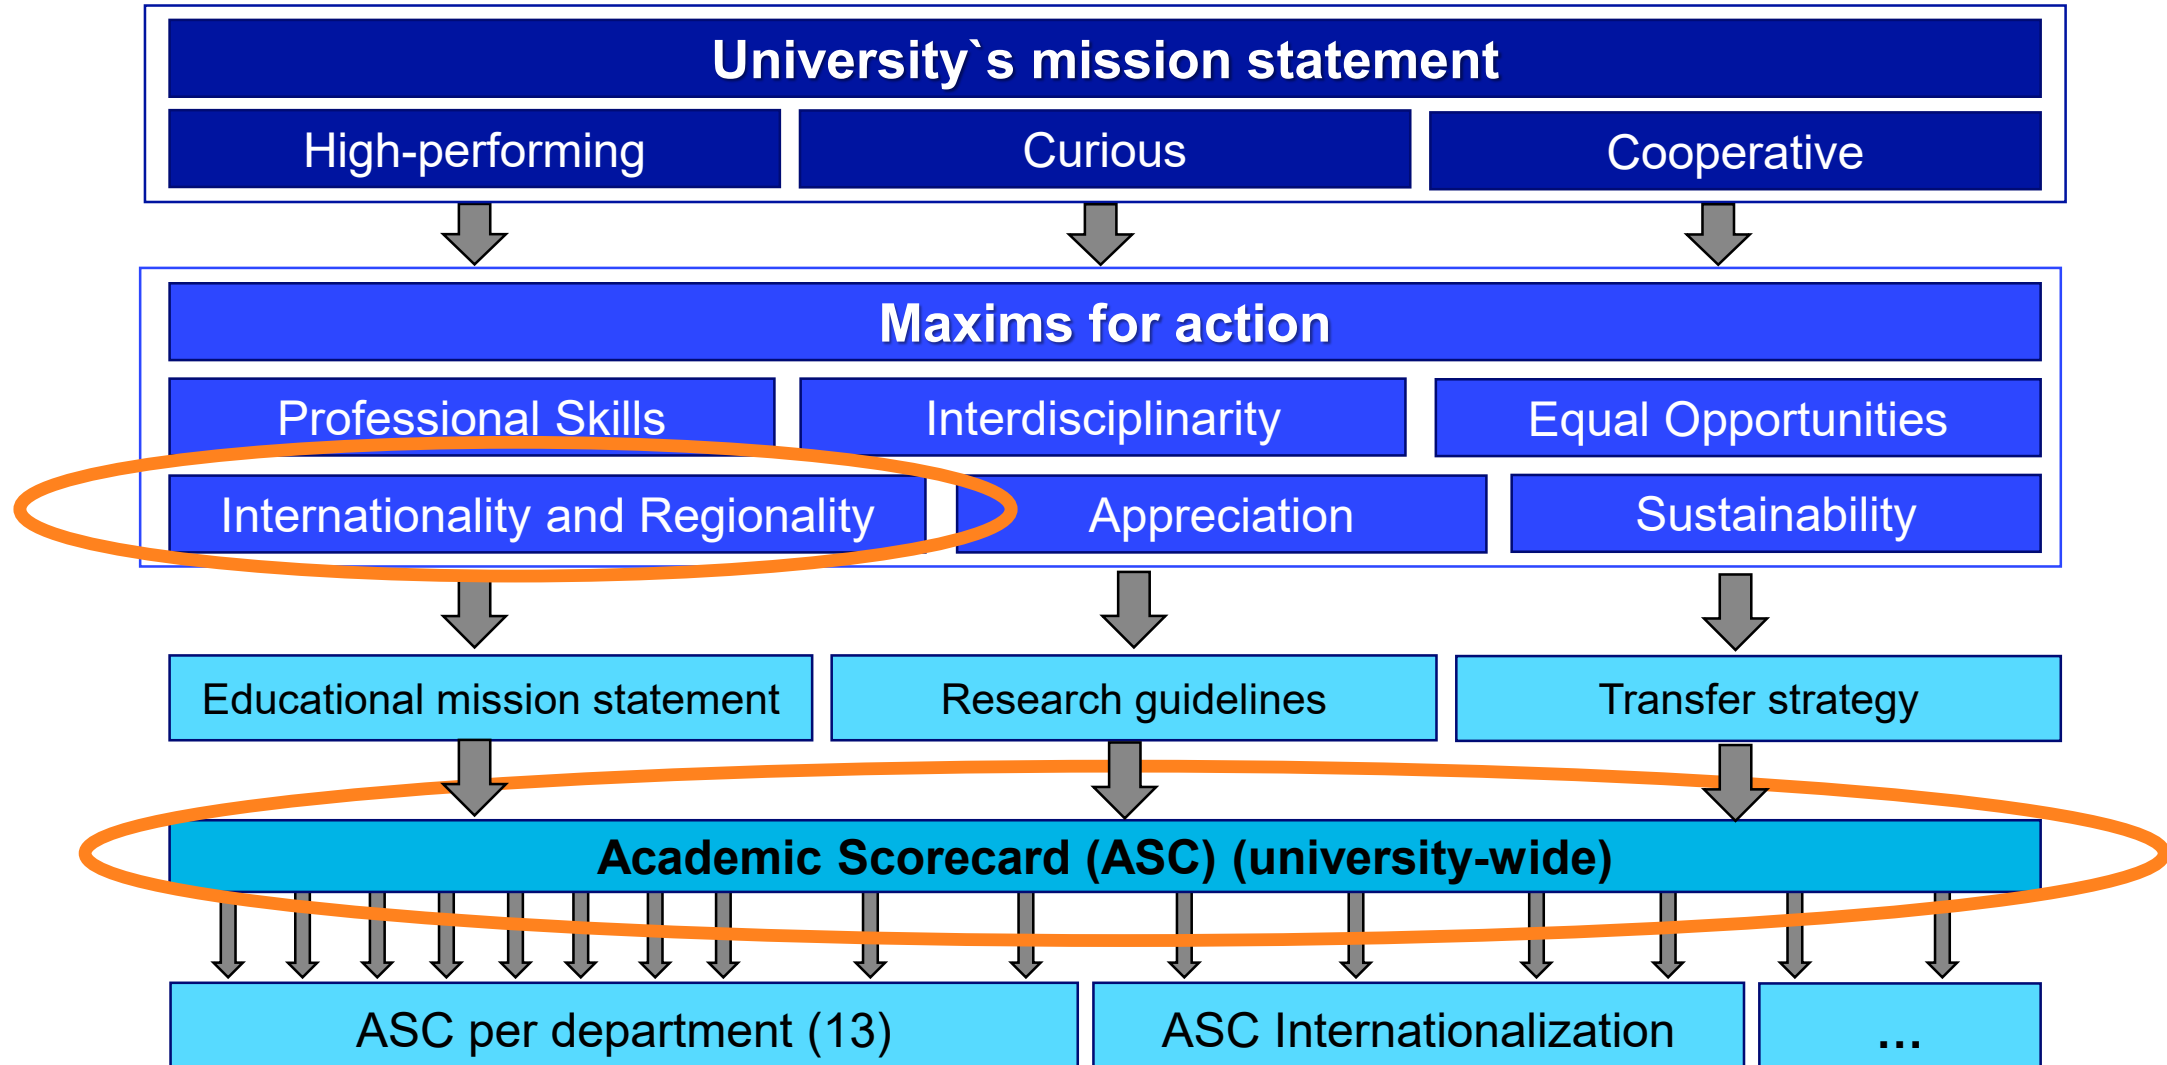 University`s mission statement
High-performing
Curious
Cooperative
Maxims for action
Professional Skills
Interdisciplinarity
Equal Opportunities
Internationality and Regionality
Appreciation
Sustainability
Educational mission statement
Research guidelines
Transfer strategy
Academic Scorecard (ASC) (university-wide)
ASC per department (13)
ASC Internationalization
...